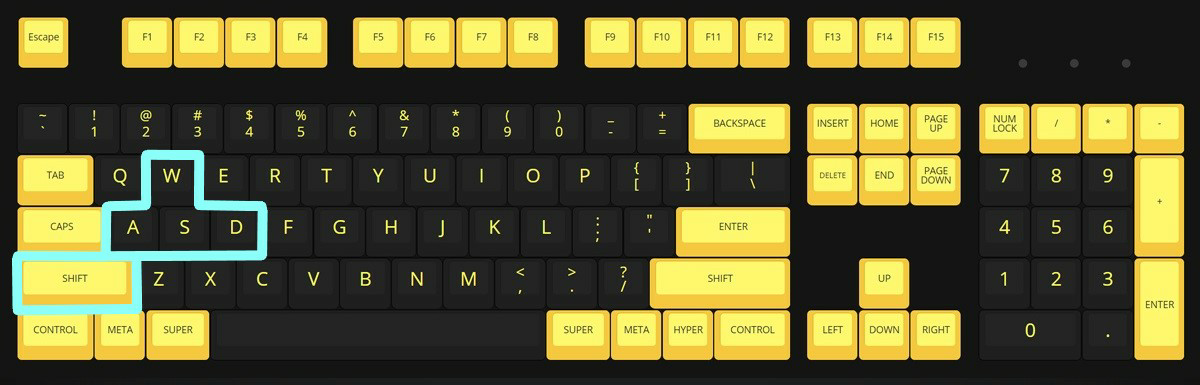 Escape F1 F2 F3 F4 F5 F6 F7 F8 F9 F10 F11 F12 F13 F14 F15
~ ! @ # $ % ^ & * ( ) _ +
` 1 2 3 4 5 6 7 8 9 0 - = BACKSPACE INSERT HOME PAGE UP NUM LOCK / * -
TAB Q W E R T Y U I O P { } | DELETE END PAGE DOWN 7 8 9 +
[ ] \
CAPS A S D F G H J K L : " ENTER 4 5 6
; '
SHIFT Z X C V B N M < > ? SHIFT UP 1 2 3 ENTER
, . /
CONTROL META SUPER SUPER META HYPER CONTROL LEFT DOWN RIGHT 0 .